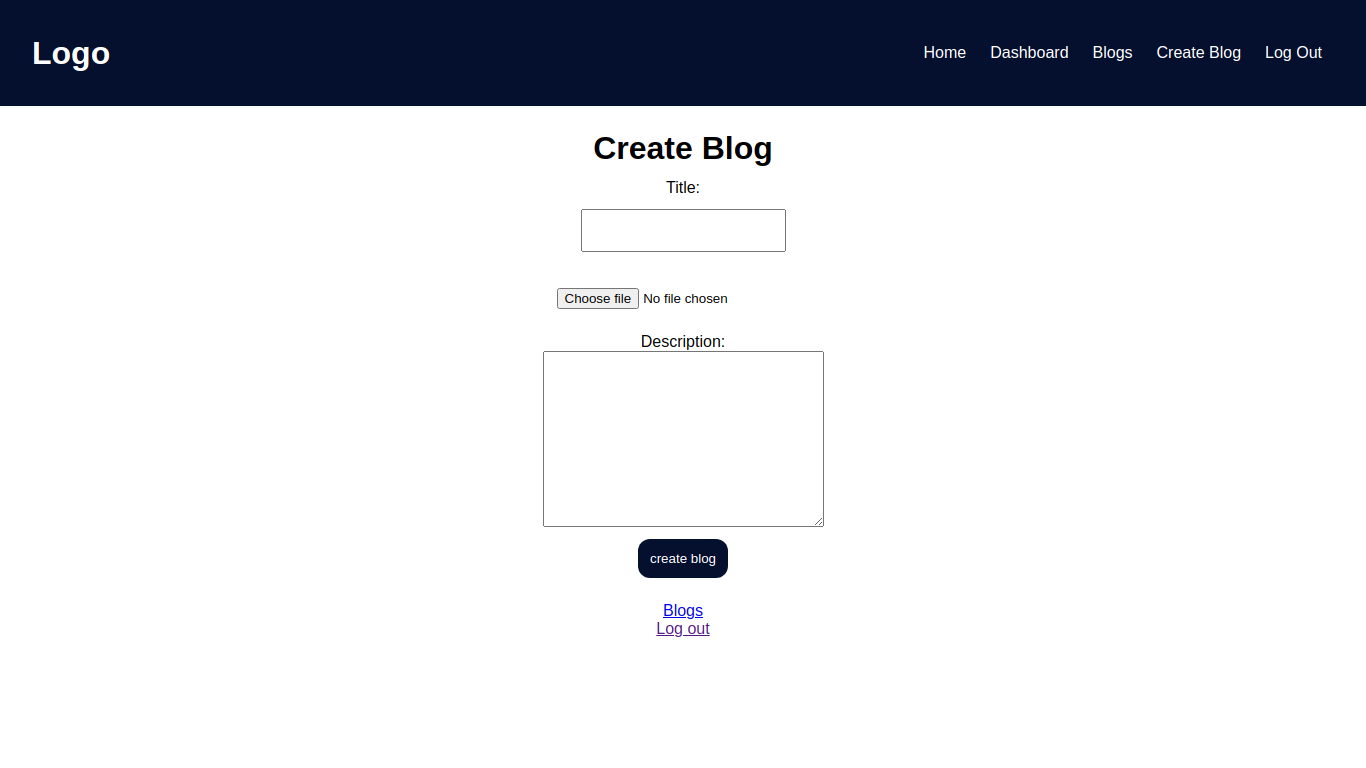 Logo
Home Dashboard Blogs Create Blog Log Out
Create Blog
Title:
Choose file No file chosen
Description:
create blog
Blogs
Log out